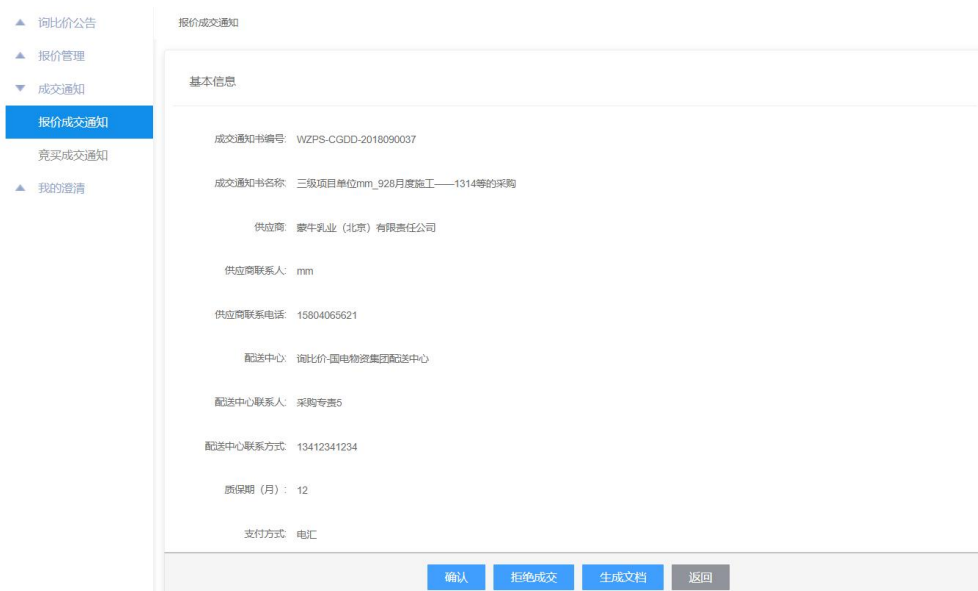 询比价公告
报价管理
成交通知
报价成交通知
竞买成交通知
我的澄清
报价成交通知
基本信息
成交通知书编号: WZPS-CGDD-2018090037
成交通知书名称: 三级项目单位mm_928月度施工——1314等的采购
供应商: 蒙牛乳业（北京）有限责任公司
供应商联系人: mm
供应商联系电话: 15804065621
配送中心: 询比价-国电物资集团配送中心
配送中心联系人: 采购专责5
配送中心联系方式: 13412341234
质保期（月）: 12
支付方式: 电汇
确认 拒绝成交 生成文档 返回